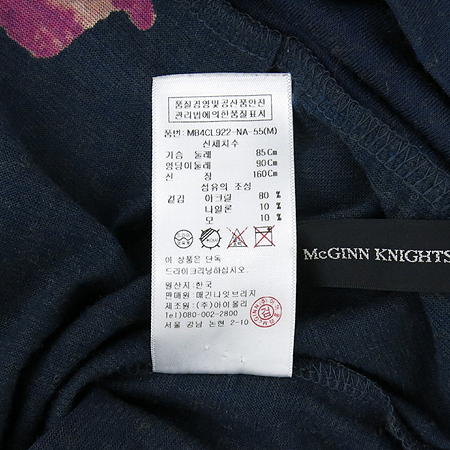 품질경영및공산품안전
관리법에의한품질표시
품번: MB4CL922-NA-55(M)
신체치수
가슴 둘레 85Cm
엉덩이둘레 90Cm
신 장 160Cm
섬유의 조성
겉감 아크릴 80 %
나일론 10 %
모 10 %
이 상품은 단독
드라이크리닝하십시오.
원산지: 한국
판매원: 매긴나잇브리지
제조원: (주)아이올리
Tel)080-002-2800
서울 강남 논현 2-10
McGINN KNIGHTS